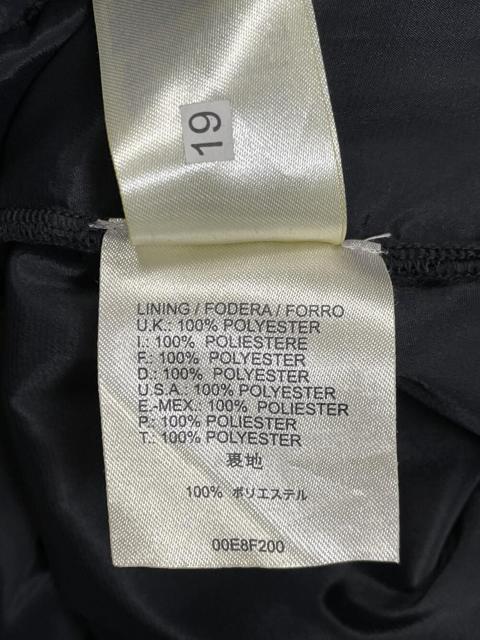 19
LINING / FODERA / FORRO
U.K.: 100% POLYESTER
I.: 100% POLIESTERE
F.: 100% POLYESTER
D.: 100% POLYESTER
U.S.A.: 100% POLYESTER
E.-MEX.: 100% POLIESTER
P.: 100% POLIESTER
T.: 100% POLYESTER
裏地
100% ポリエステル
00E8F200